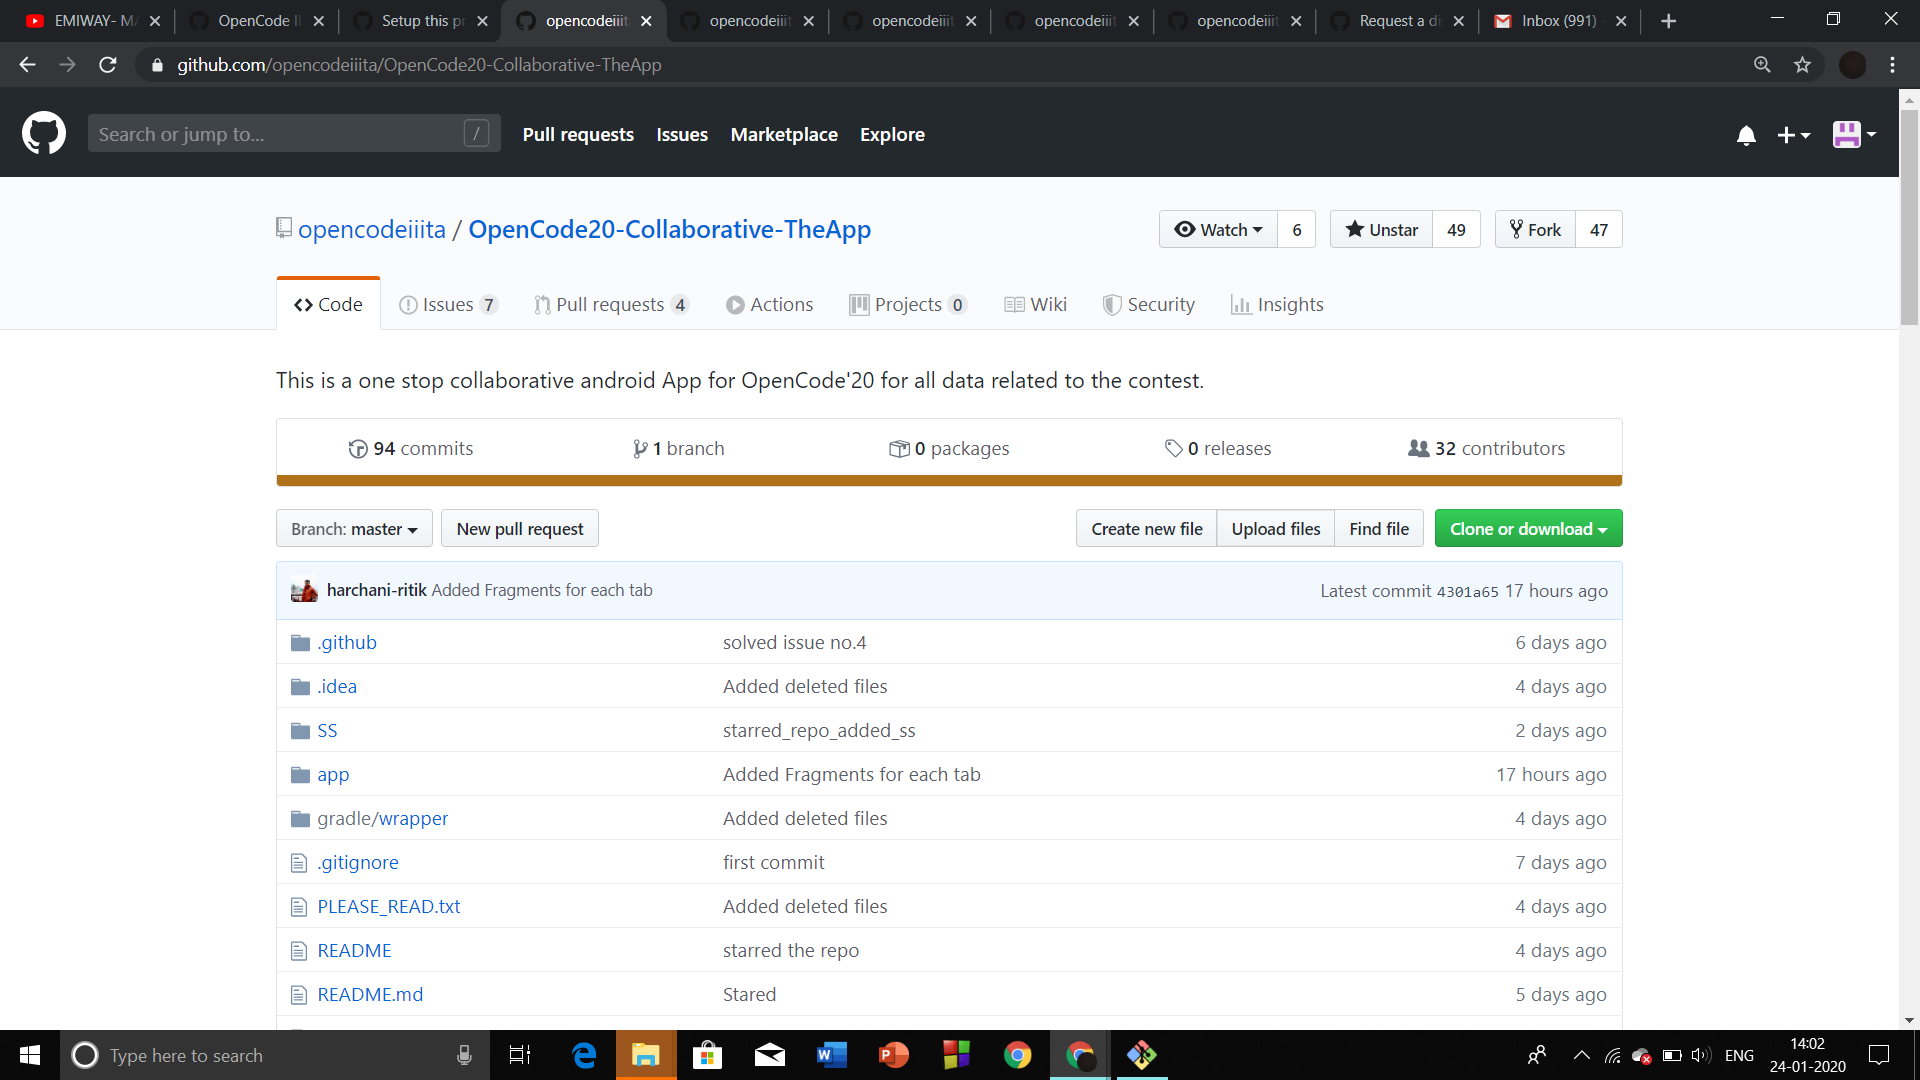 EMIWAY- MA
OpenCode II
Setup this pr
opencodeiiit
opencodeiiit
opencodeiiit
opencodeiiit
opencodeiiit
Request a di
Inbox (991)
github.com/opencodeiiita/OpenCode20-Collaborative-TheApp
Search or jump to... /
Pull requests Issues Marketplace Explore
opencodeiiita / OpenCode20-Collaborative-TheApp
Watch 6 Unstar 49 Fork 47
Code Issues 7 Pull requests 4 Actions Projects 0 Wiki Security Insights
This is a one stop collaborative android App for OpenCode'20 for all data related to the contest.
94 commits 1 branch 0 packages 0 releases 32 contributors
Branch: master New pull request Create new file Upload files Find file Clone or download
harchani-ritik Added Fragments for each tab Latest commit 4301a65 17 hours ago
.github solved issue no.4 6 days ago
.idea Added deleted files 4 days ago
SS starred_repo_added_ss 2 days ago
app Added Fragments for each tab 17 hours ago
gradle/wrapper Added deleted files 4 days ago
.gitignore first commit 7 days ago
PLEASE_READ.txt Added deleted files 4 days ago
README starred the repo 4 days ago
README.md Stared 5 days ago
Type here to search
ENG
14:02
24-01-2020